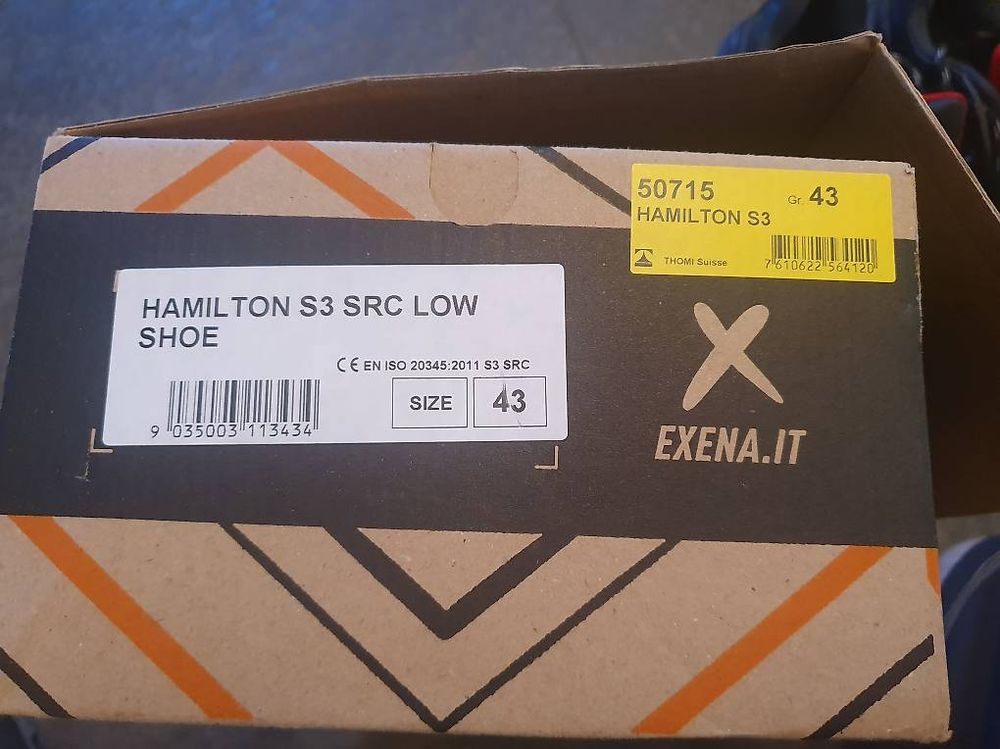 50715 Gr. 43
HAMILTON S3
THOMI Suisse 7 610622 564120
HAMILTON S3 SRC LOW
SHOE
CE EN ISO 20345:2011 S3 SRC
SIZE 43
9 035003 113434
X
EXENA.IT